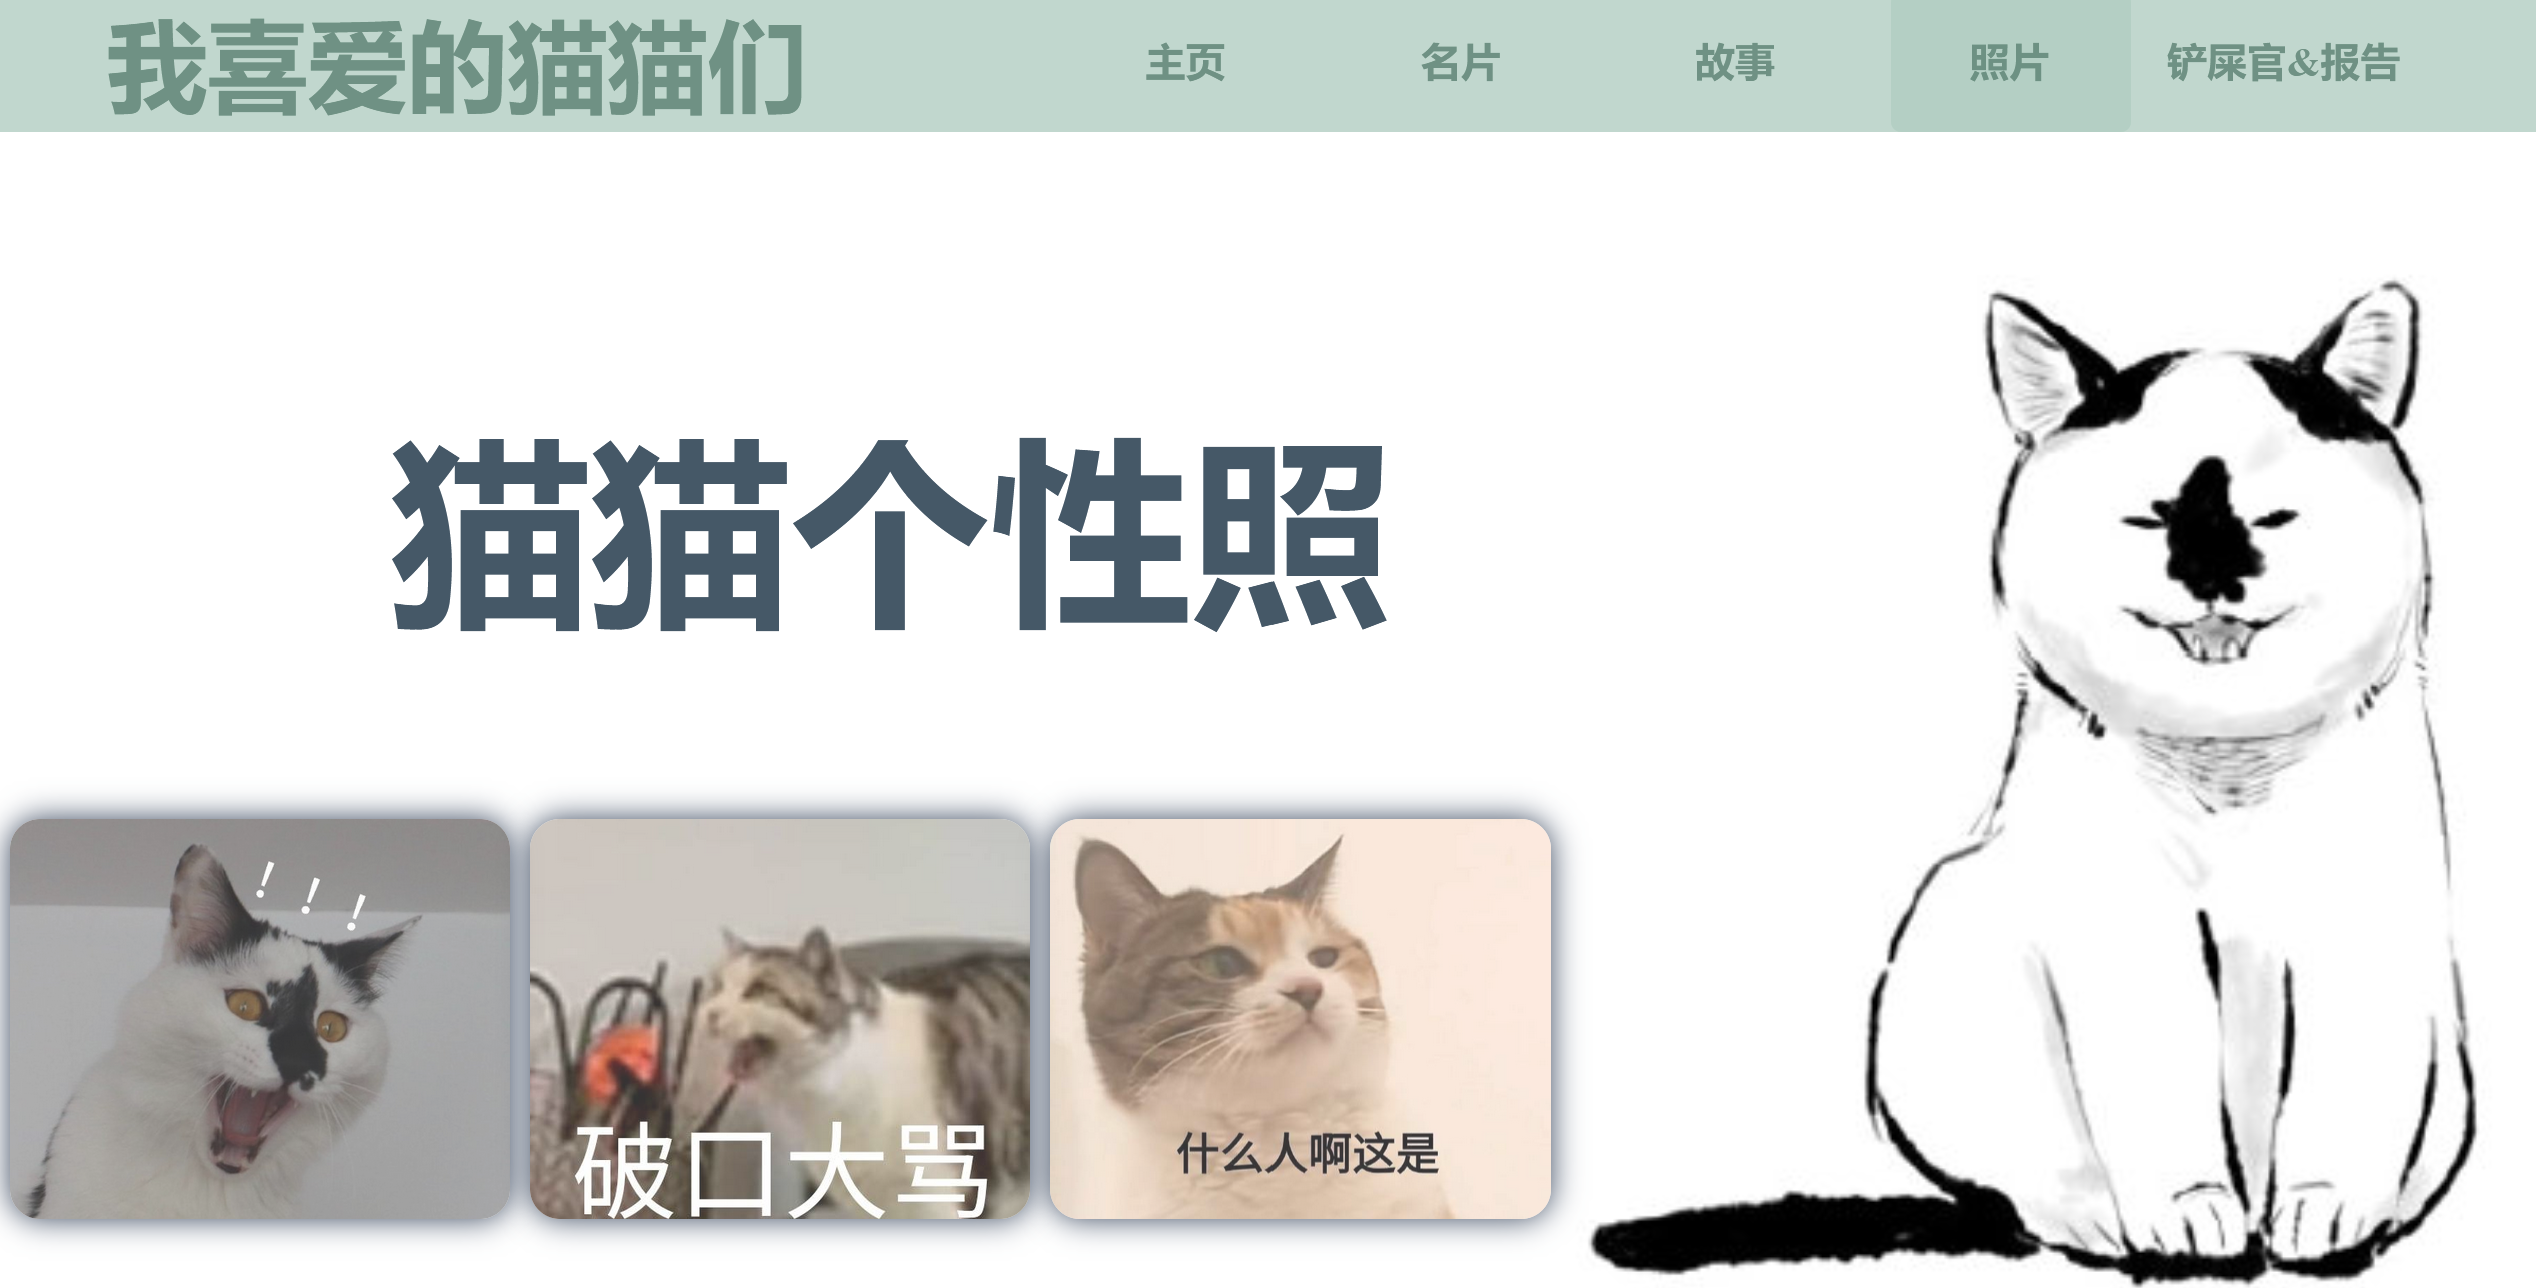 我喜爱的猫猫们
主页 名片 故事 照片 铲屎官&报告
猫猫个性照
！！！
破口大骂
什么人啊这是